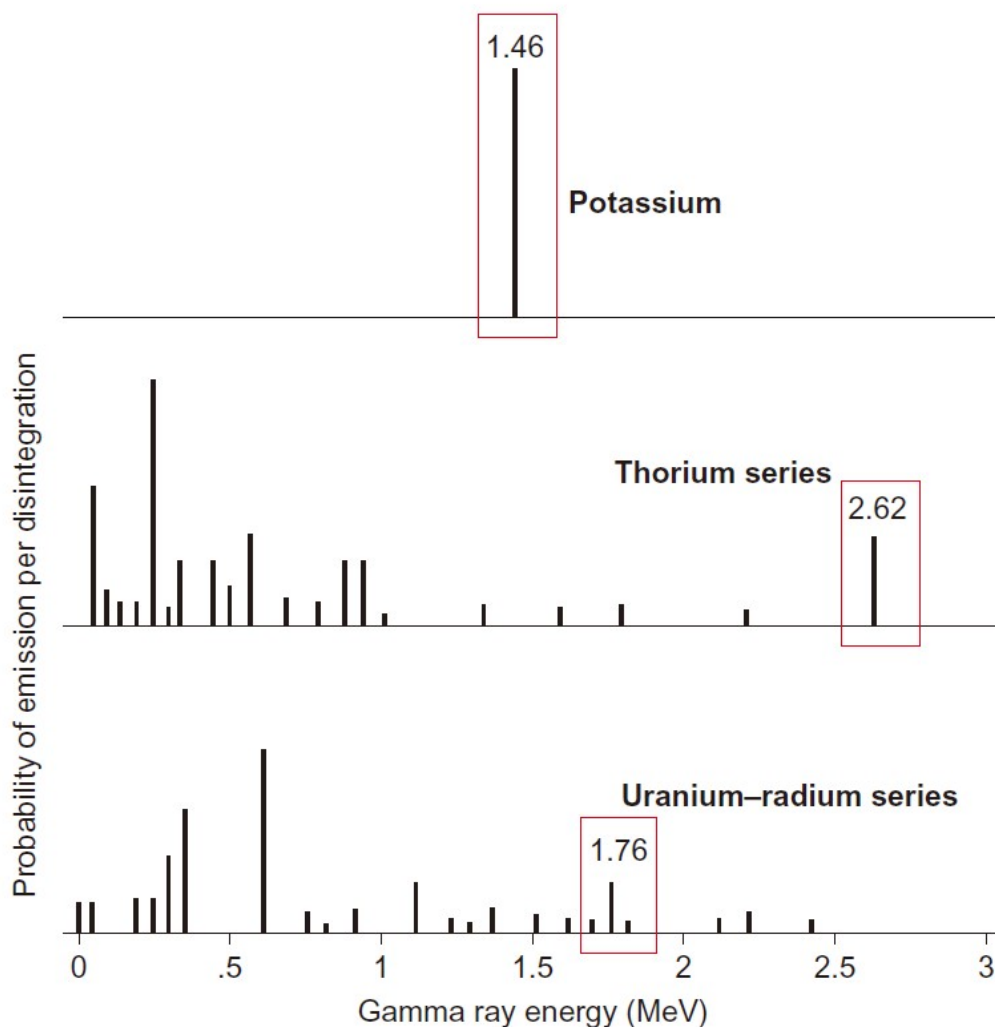 1.46
Potassium
Probability of emission per disintegration
Thorium series
2.62
Uranium–radium series
1.76
0 .5 1 1.5 2 2.5 3
Gamma ray energy (MeV)